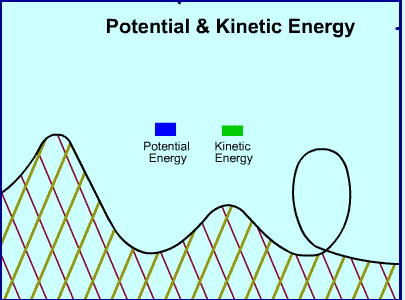 Potential & Kinetic Energy
Potential
Energy
Kinetic
Energy